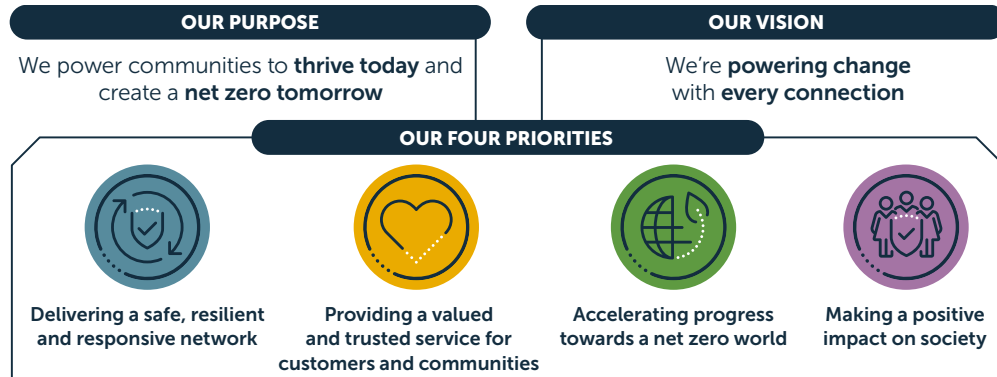 OUR PURPOSE
We power communities to thrive today and
create a net zero tomorrow
OUR VISION
We're powering change
with every connection
OUR FOUR PRIORITIES
Delivering a safe, resilient
and responsive network
Providing a valued
and trusted service for
customers and communities
Accelerating progress
towards a net zero world
Making a positive
impact on society